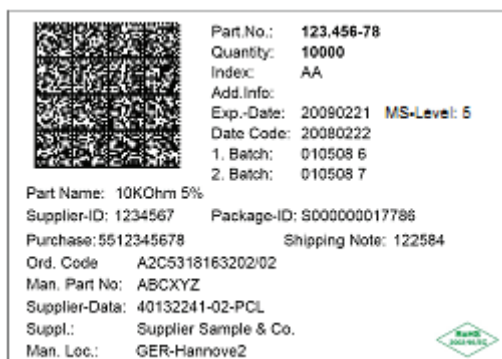 Part.No.: 123.456-78
Quantity: 10000
Index: AA
Add.Info:
Exp.-Date: 20090221 MS-Level: 5
Date Code: 20080222
1. Batch: 010508 6
2. Batch: 010508 7
Part Name: 10KOhm 5%
Supplier-ID: 1234567 Package-ID: S000000017786
Purchase: 5512345678 Shipping Note: 122584
Ord. Code A2C5318163202/02
Man. Part No: ABCXYZ
Supplier-Data: 40132241-02-PCL
Suppl.: Supplier Sample & Co.
Man. Loc.: GER-Hannove2